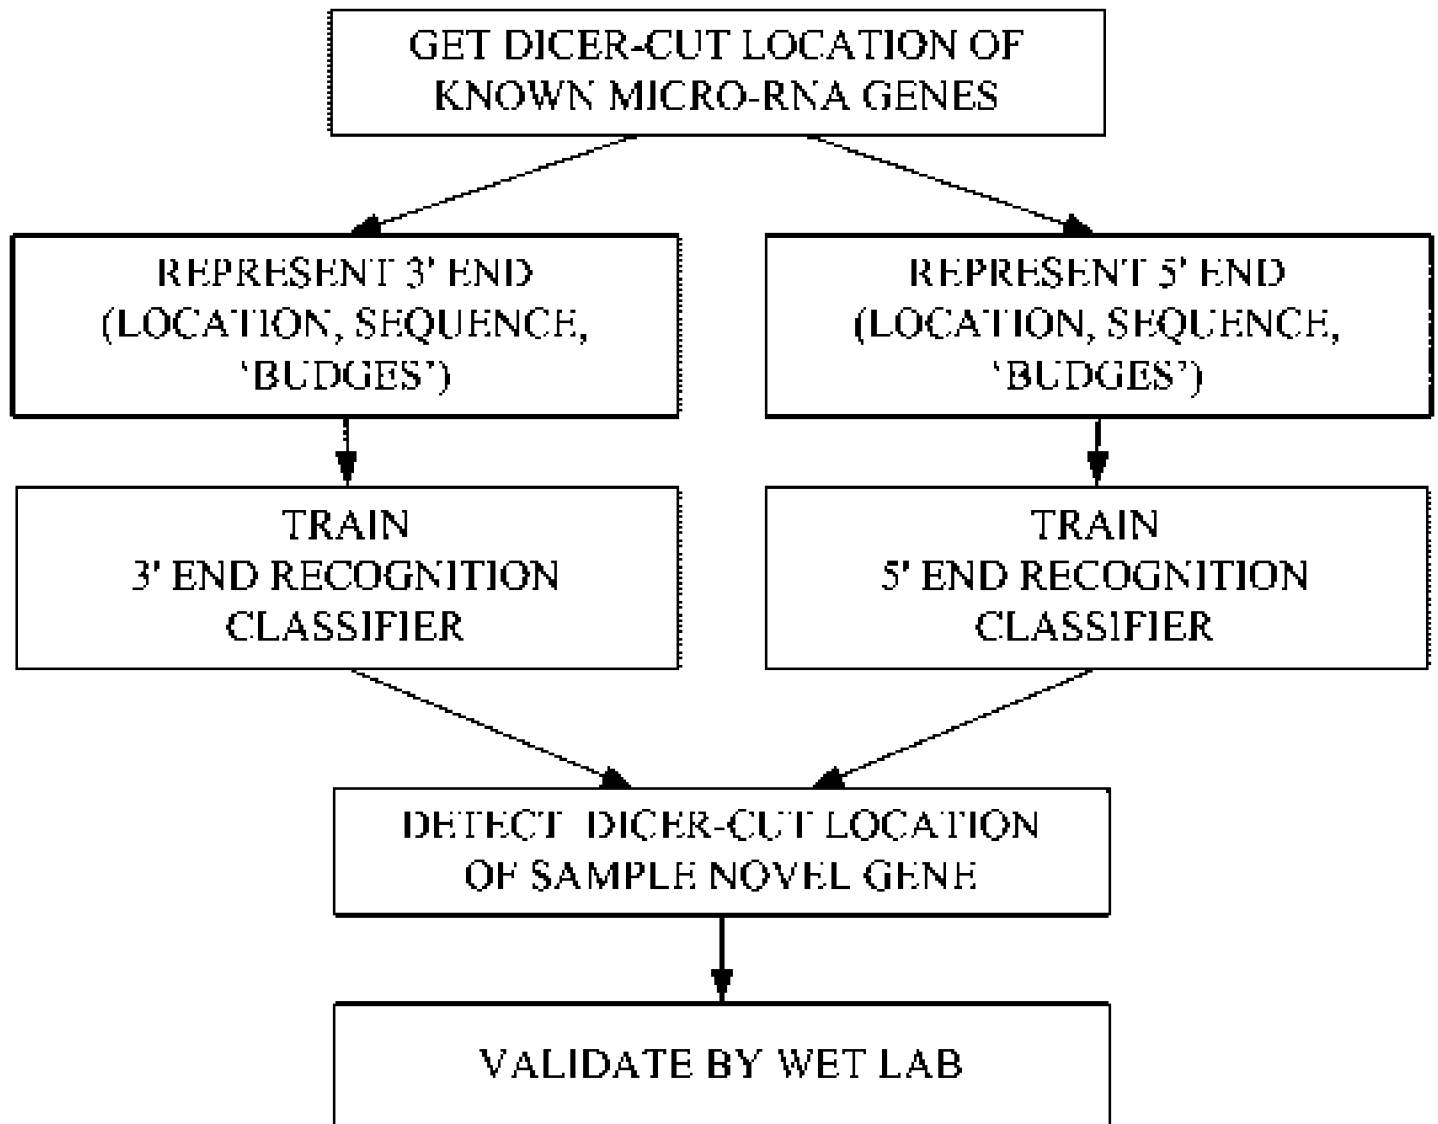 GET DICER-CUT LOCATION OF
KNOWN MICRO-RNA GENES
REPRESENT 3' END
(LOCATION, SEQUENCE,
‘BUDGES’)
REPRESENT 5' END
(LOCATION, SEQUENCE,
‘BUDGES’)
TRAIN
3' END RECOGNITION
CLASSIFIER
TRAIN
5' END RECOGNITION
CLASSIFIER
DETECT DICER-CUT LOCATION
OF SAMPLE NOVEL GENE
VALIDATE BY WET LAB